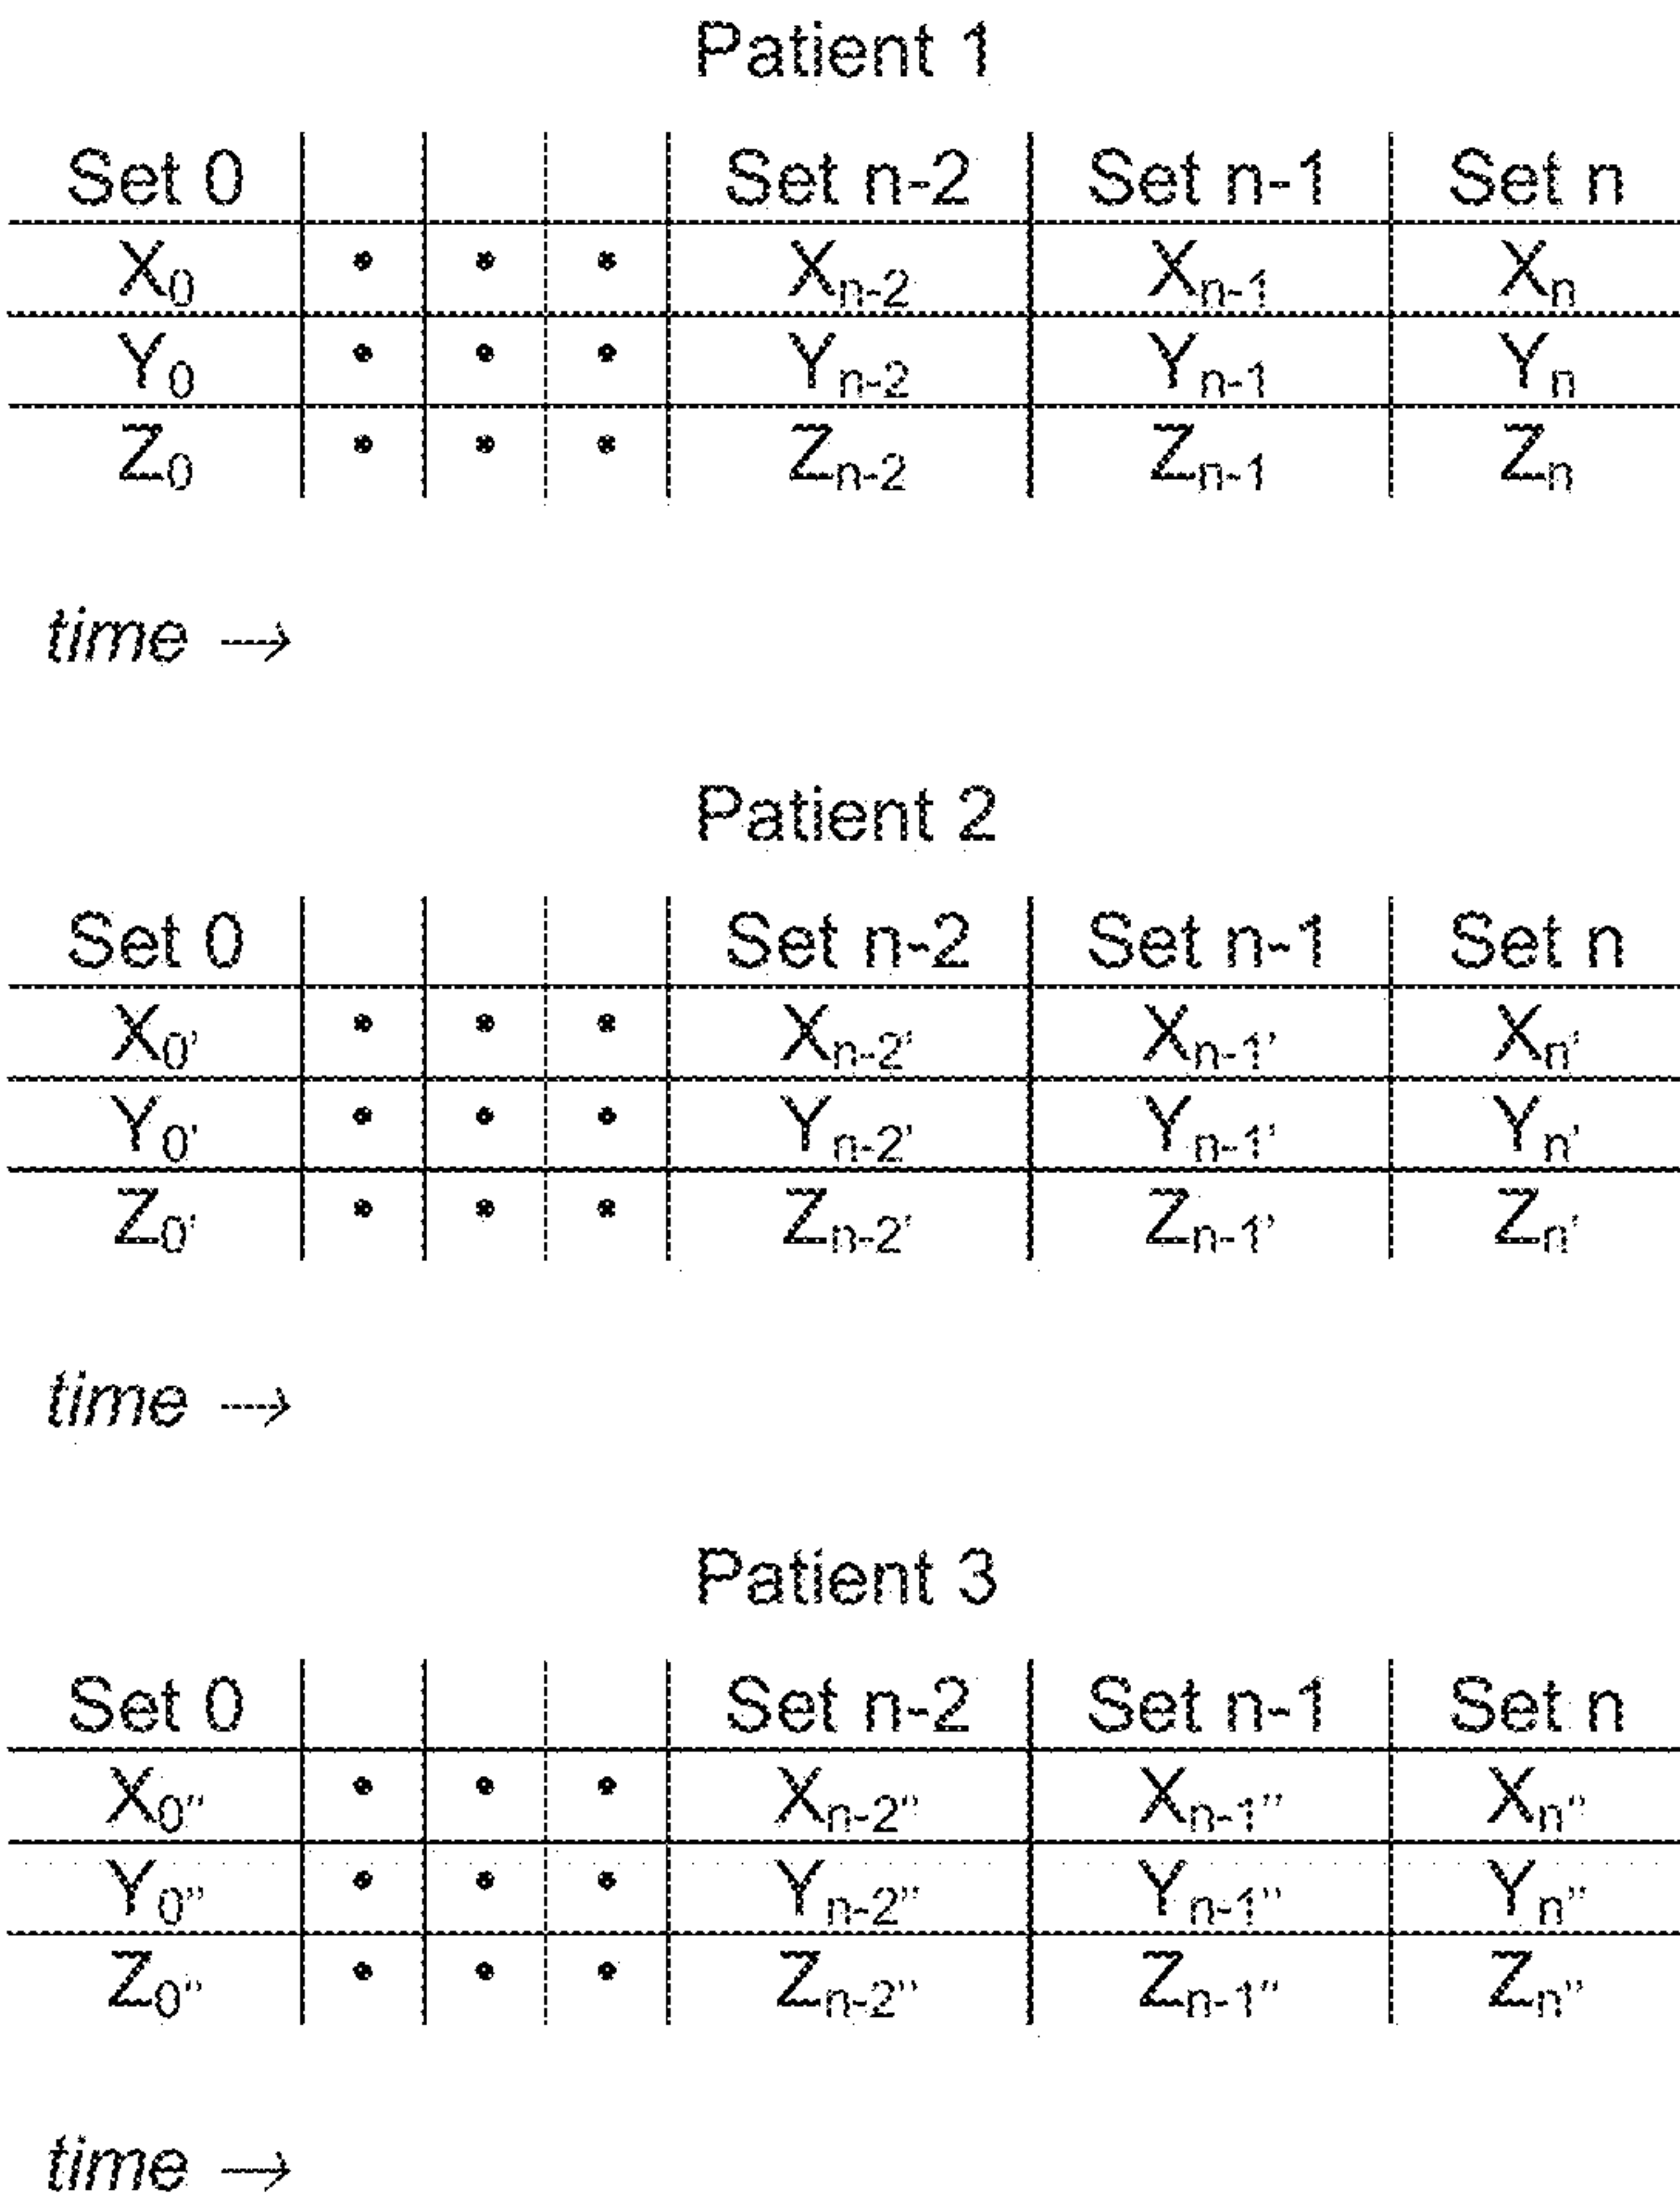 Patient 1
Set 0 Set n-2 Set n-1 Set n
X₀ • • • Xₙ₋₂ Xₙ₋₁ Xₙ
Y₀ • • • Yₙ₋₂ Yₙ₋₁ Yₙ
Z₀ • • • Zₙ₋₂ Zₙ₋₁ Zₙ
time →
Patient 2
Set 0 Set n-2 Set n-1 Set n
X₀' • • • Xₙ₋₂' Xₙ₋₁' Xₙ'
Y₀' • • • Yₙ₋₂' Yₙ₋₁' Yₙ'
Z₀' • • • Zₙ₋₂' Zₙ₋₁' Zₙ'
time →
Patient 3
Set 0 Set n-2 Set n-1 Set n
X₀" • • • Xₙ₋₂" Xₙ₋₁" Xₙ"
Y₀" • • • Yₙ₋₂" Yₙ₋₁" Yₙ"
Z₀" • • • Zₙ₋₂" Zₙ₋₁" Zₙ"
time →